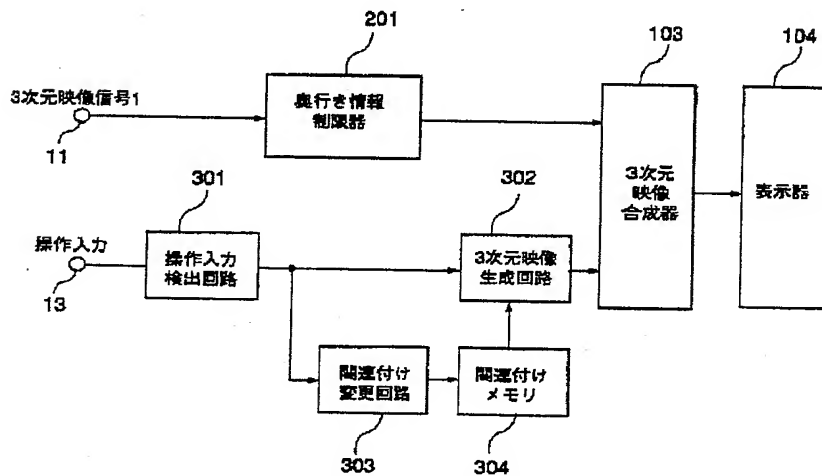 201
103
104
3次元映像信号1
11
奥行き情報
制限器
3次元
映像
合成器
表示器
301
302
操作入力
13
操作入力
検出回路
3次元映像
生成回路
関連付け
変更回路
関連付け
メモリ
303
304